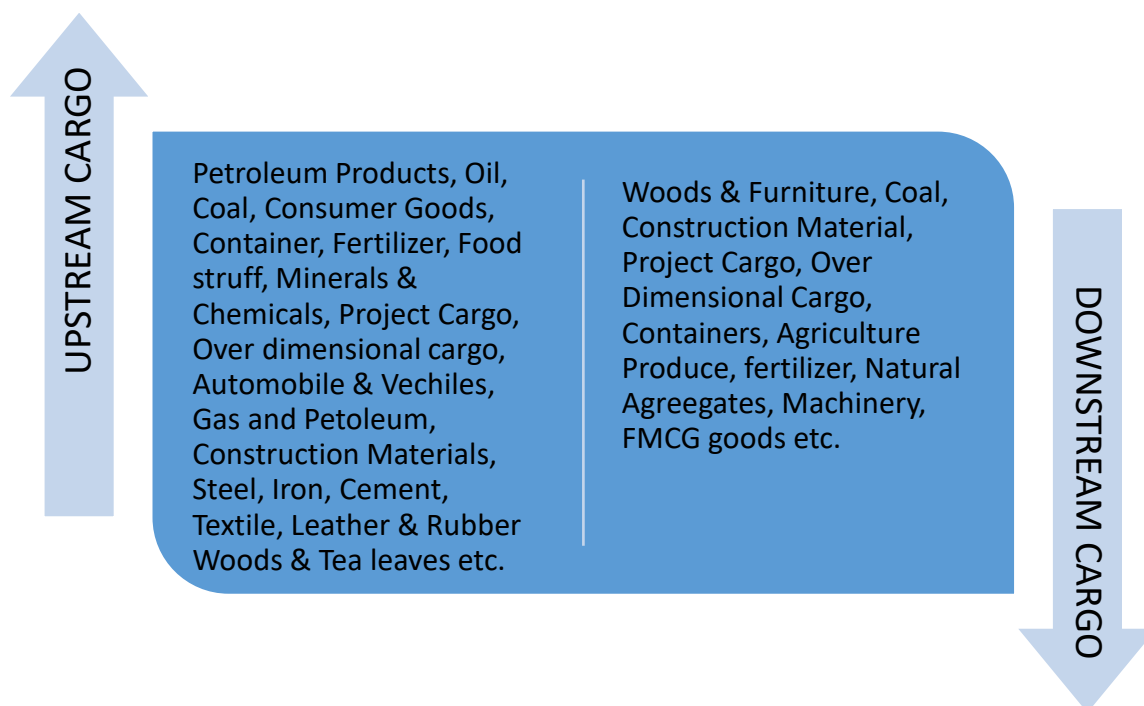 UPSTREAM CARGO
Petroleum Products, Oil,
Coal, Consumer Goods,
Container, Fertilizer, Food
struff, Minerals &
Chemicals, Project Cargo,
Over dimensional cargo,
Automobile & Vechiles,
Gas and Petoleum,
Construction Materials,
Steel, Iron, Cement,
Textile, Leather & Rubber
Woods & Tea leaves etc.
Woods & Furniture, Coal,
Construction Material,
Project Cargo, Over
Dimensional Cargo,
Containers, Agriculture
Produce, fertilizer, Natural
Agreegates, Machinery,
FMCG goods etc.
DOWNSTREAM CARGO